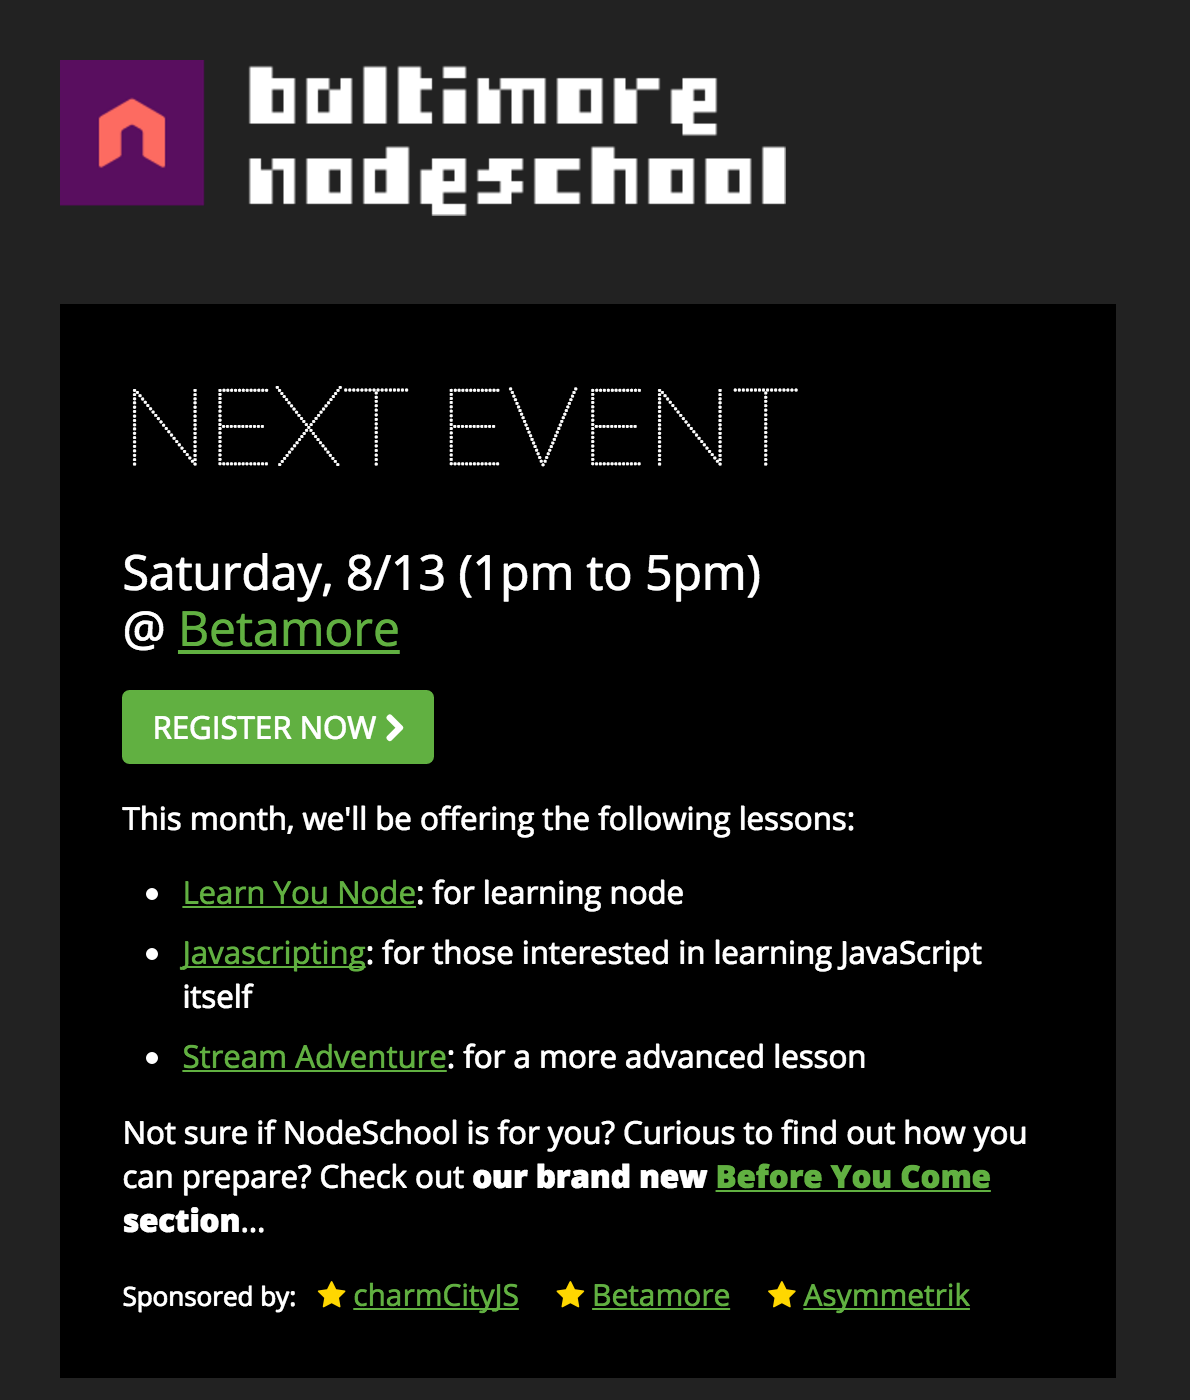 baltimore
nodeschool
NEXT EVENT
Saturday, 8/13 (1pm to 5pm)
@ Betamore
REGISTER NOW
This month, we'll be offering the following lessons:
Learn You Node: for learning node
Javascripting: for those interested in learning JavaScript
itself
Stream Adventure: for a more advanced lesson
Not sure if NodeSchool is for you? Curious to find out how you
can prepare? Check out our brand new Before You Come
section...
Sponsored by: charmCityJS Betamore Asymmetrik